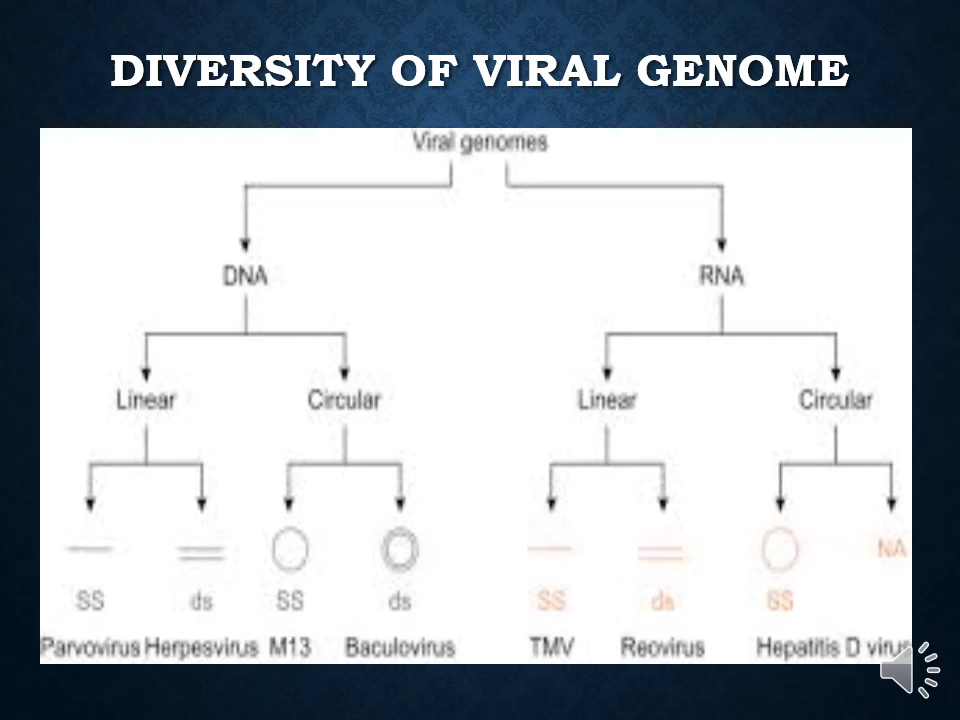 DIVERSITY OF VIRAL GENOME
Viral genomes
DNA RNA
Linear Circular Linear Circular
NA
SS ds SS ds SS ds SS
Parvovirus Herpesvirus M13 Baculovirus TMV Reovirus Hepatitis D virus